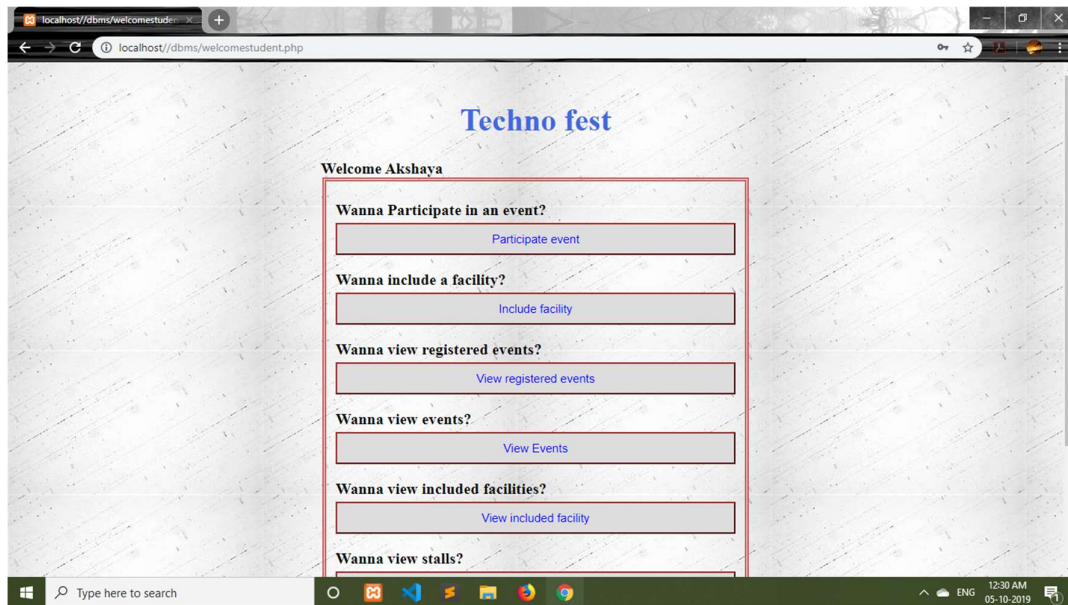 localhost//dbms/welcomestuden
localhost//dbms/welcomestudent.php
Techno fest
Welcome Akshaya
Wanna Participate in an event?
Participate event
Wanna include a facility?
Include facility
Wanna view registered events?
View registered events
Wanna view events?
View Events
Wanna view included facilities?
View included facility
Wanna view stalls?
Type here to search
ENG
12:30 AM
05-10-2019
1